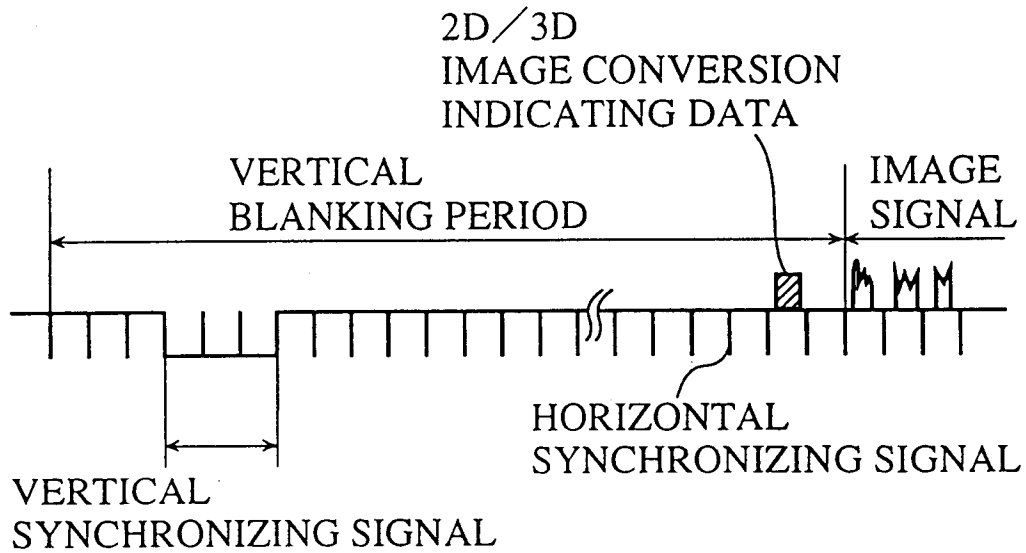 2D/3D
IMAGE CONVERSION
INDICATING DATA
VERTICAL
BLANKING PERIOD
IMAGE
SIGNAL
HORIZONTAL
SYNCHRONIZING SIGNAL
VERTICAL
SYNCHRONIZING SIGNAL